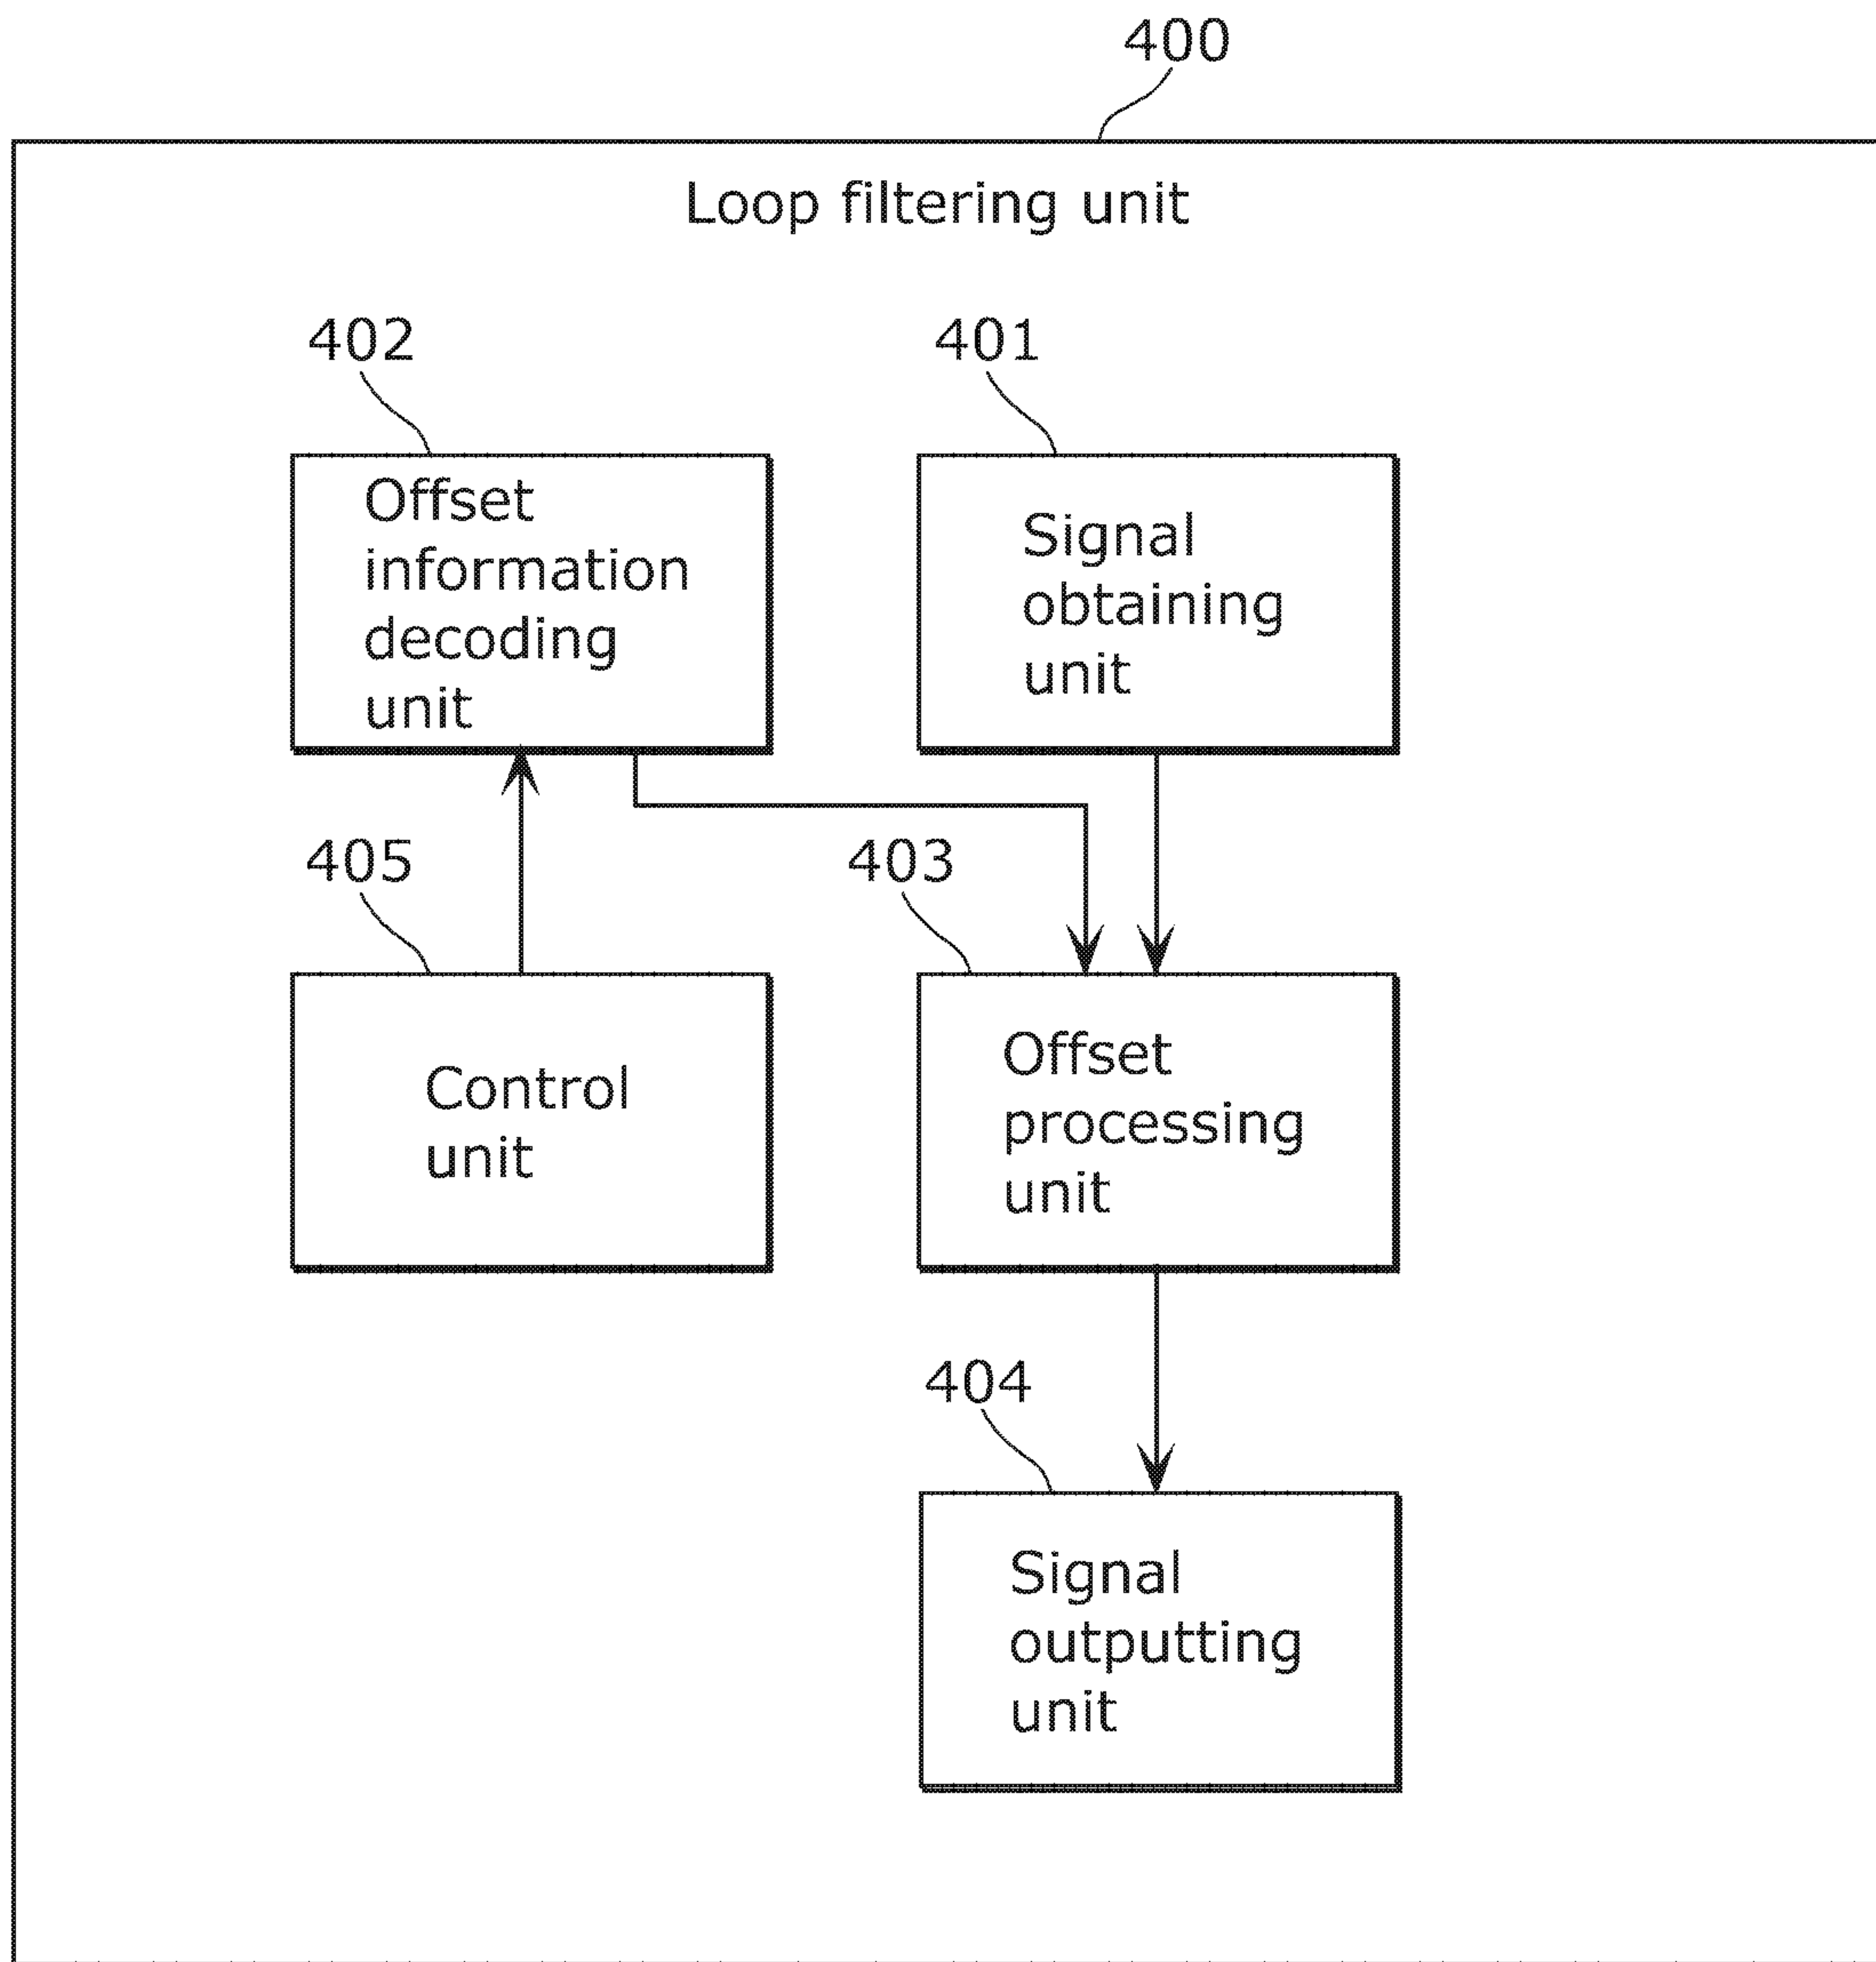 400
Loop filtering unit
402
401
Offset
information
decoding
unit
Signal
obtaining
unit
405
403
Control
unit
Offset
processing
unit
404
Signal
outputting
unit